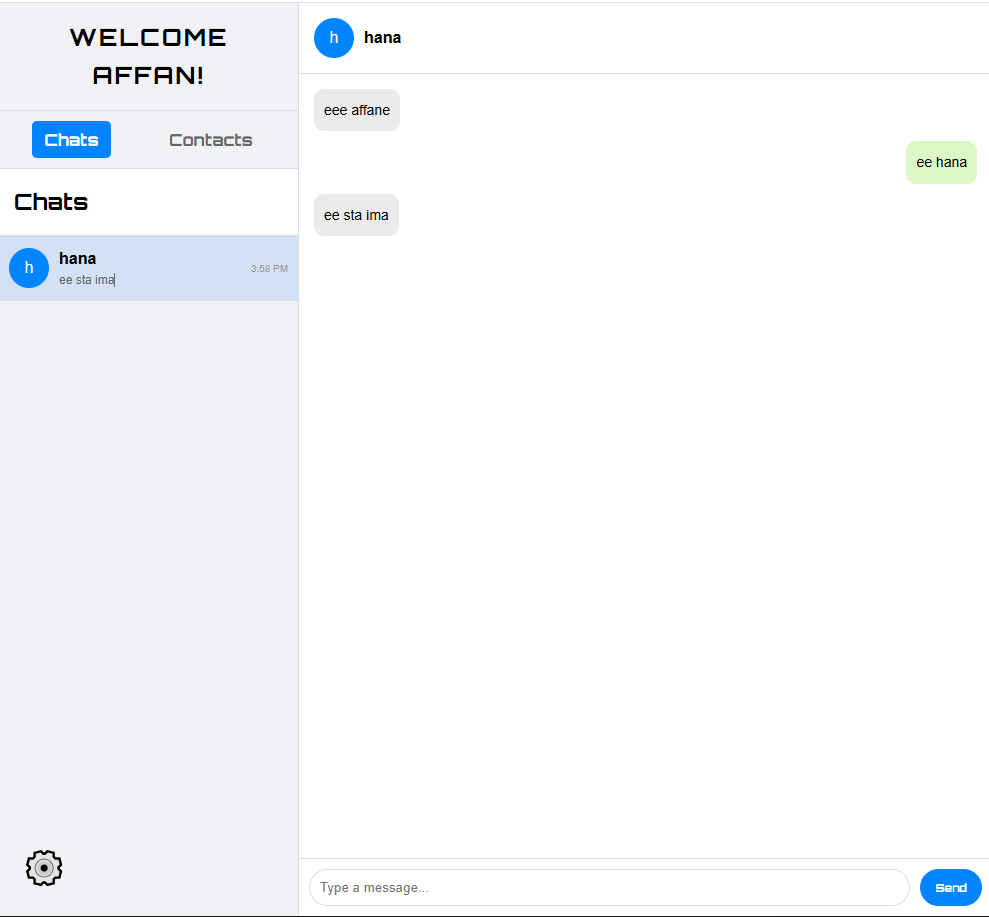 WELCOME
AFFAN!
Chats
Contacts
Chats
h
hana
ee sta ima
3:58 PM
h
hana
eee affane
ee hana
ee sta ima
Type a message...
Send